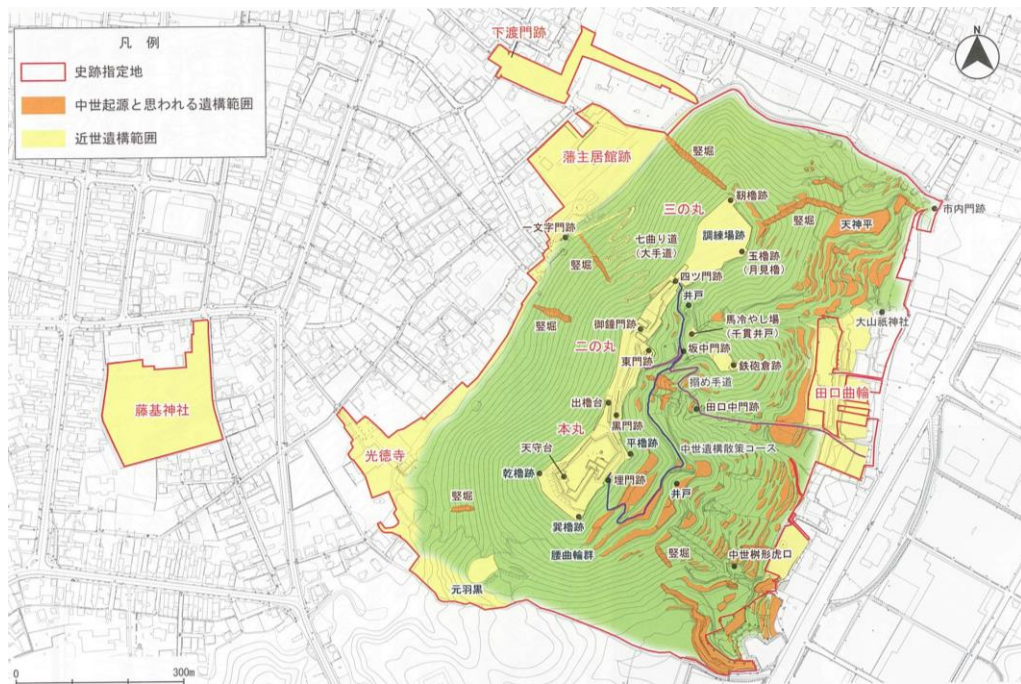 凡 例
史跡指定地
中世起源と思われる遺構範囲
近世遺構範囲
下渡門跡
N
藩主居館跡
竪堀
靱櫓跡
三の丸
市内門跡
一文字門跡
七曲り道
(大手道)
調練場跡
竪堀
天神平
竪堀
玉櫓跡
(月見櫓)
四ツ門跡
井戸
竪堀
御鐘門跡
馬冷やし場
(千貫井戸)
大山祇神社
二の丸
東門跡
坂中門跡
鉄砲倉跡
搦め手道
田口曲輪
藤基神社
出櫓台
黒門跡
田口中門跡
本丸
平櫓跡
中世遺構散策コース
光徳寺
天守台
乾櫓跡
埋門跡
井戸
竪堀
巽櫓跡
腰曲輪群
竪堀
中世桝形虎口
元羽黒
0
300m